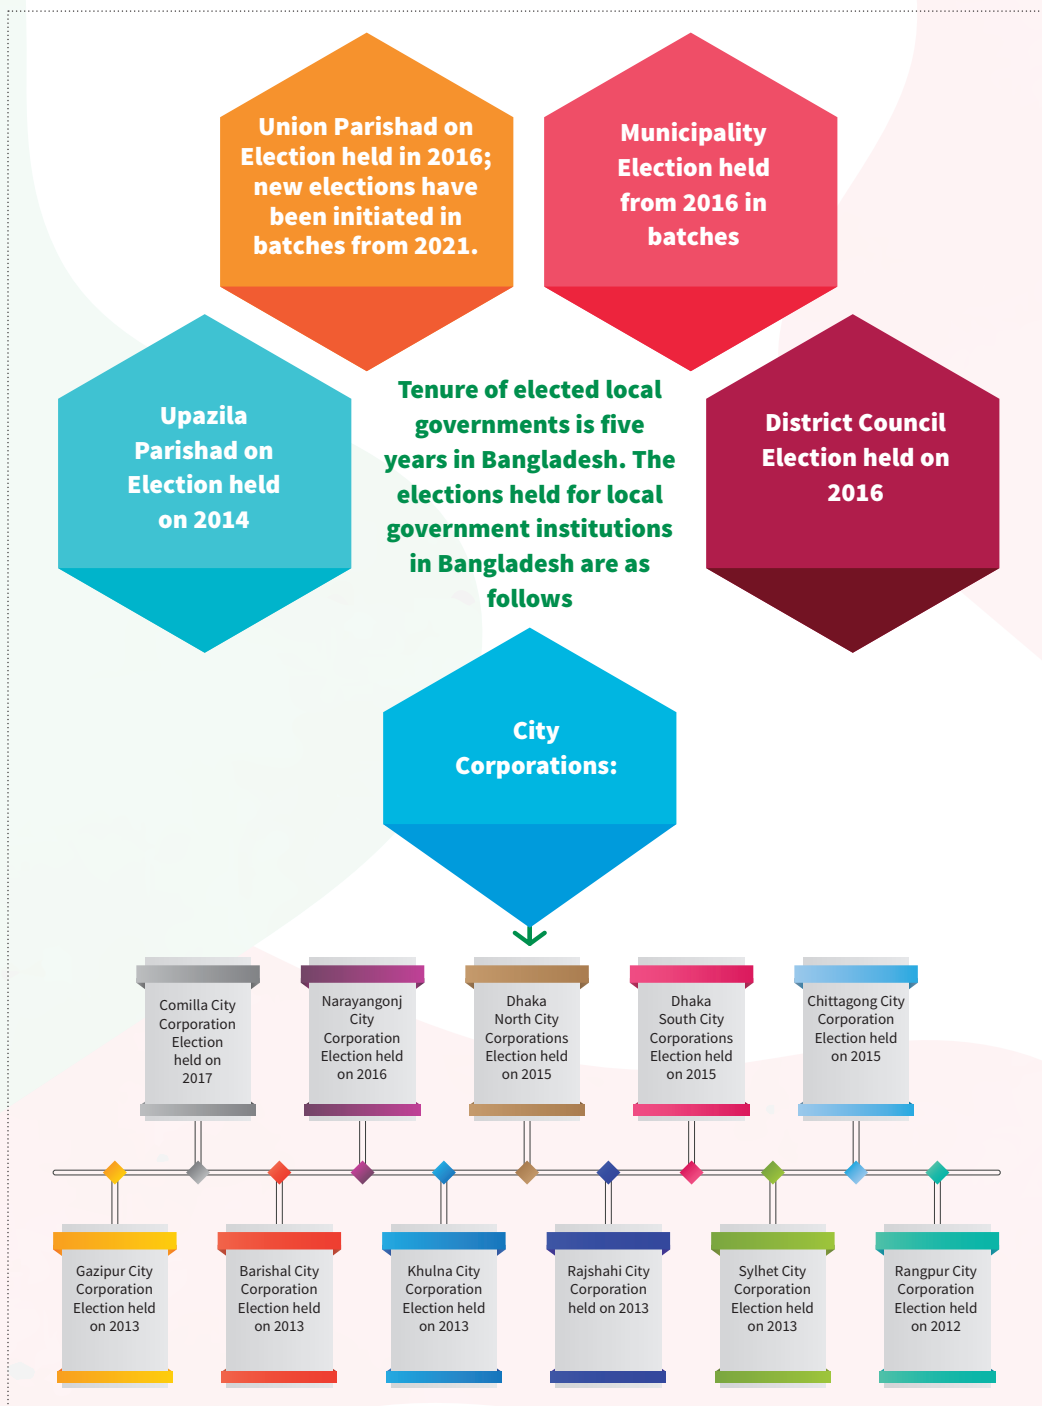 Union Parishad on
Election held in 2016;
new elections have
been initiated in
batches from 2021.
Municipality
Election held
from 2016 in
batches
Upazila
Parishad on
Election held
on 2014
Tenure of elected local
governments is five
years in Bangladesh. The
elections held for local
government institutions
in Bangladesh are as
follows
District Council
Election held on
2016
City
Corporations:
Comilla City
Corporation
Election
held on
2017
Narayangonj
City
Corporation
Election held
on 2016
Dhaka
North City
Corporations
Election held
on 2015
Dhaka
South City
Corporations
Election held
on 2015
Chittagong City
Corporation
Election held
on 2015
Gazipur City
Corporation
Election held
on 2013
Barishal City
Corporation
Election held
on 2013
Khulna City
Corporation
Election held
on 2013
Rajshahi City
Corporation
held on 2013
Sylhet City
Corporation
Election held
on 2013
Rangpur City
Corporation
Election held
on 2012